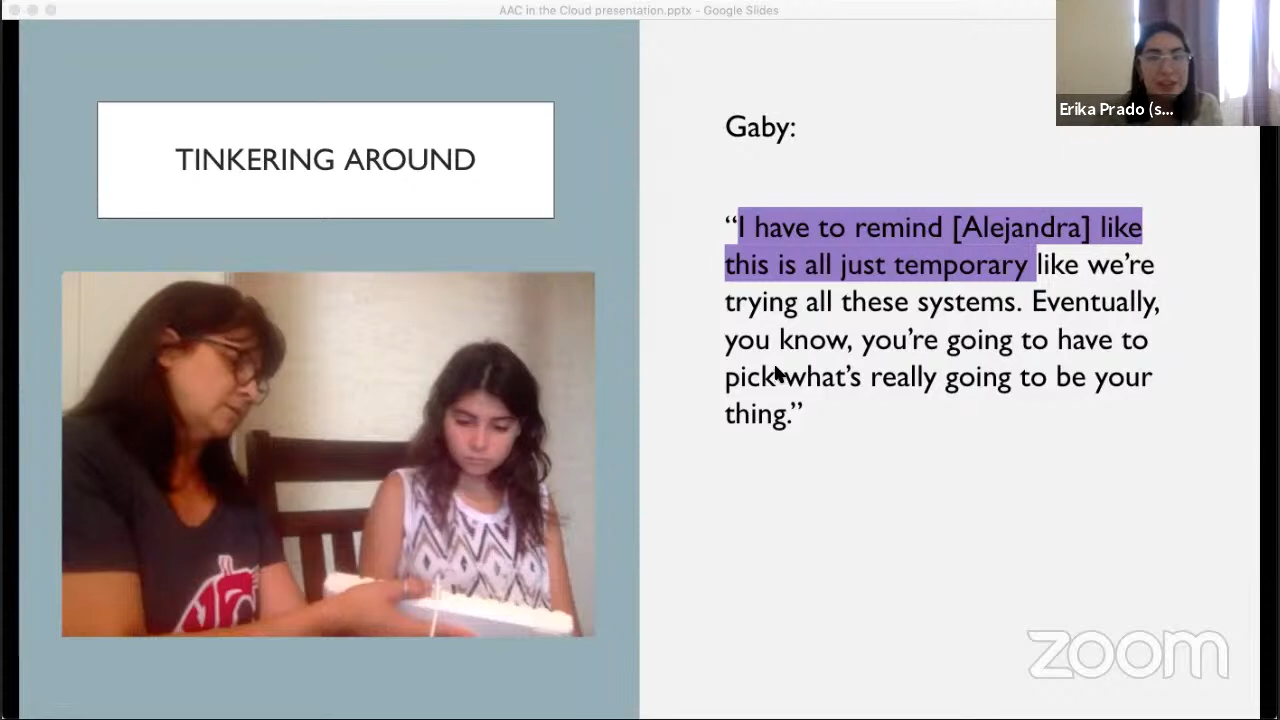 AAC in the Cloud presentation.pptx - Google Slides
Erika Prado (s...
TINKERING AROUND
Gaby:
“I have to remind [Alejandra] like
this is all just temporary like we’re
trying all these systems. Eventually,
you know, you’re going to have to
pick what’s really going to be your
thing.”
zoom